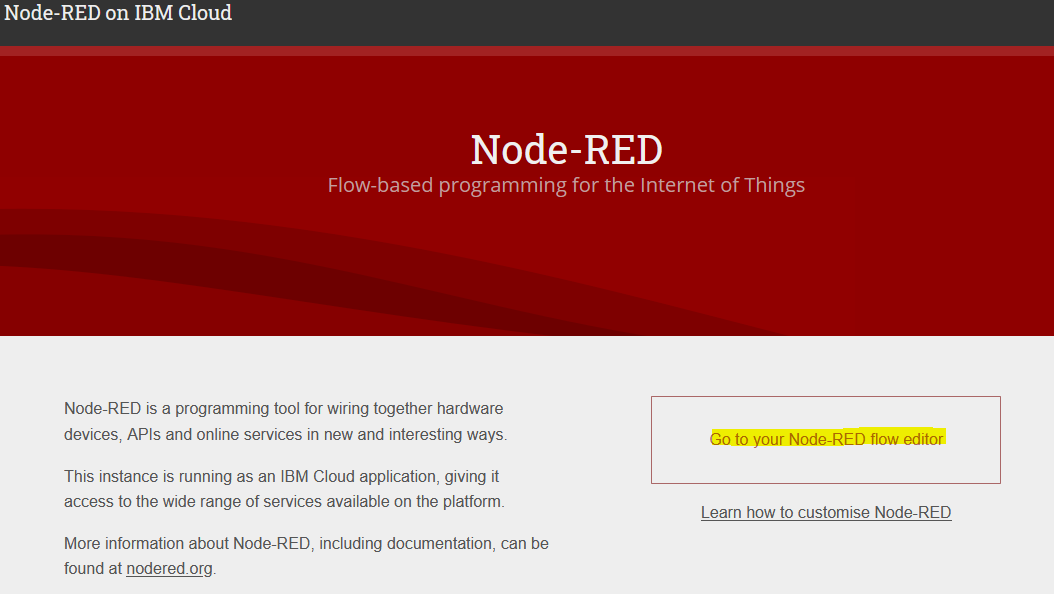 Node-RED on IBM Cloud
Node-RED
Flow-based programming for the Internet of Things
Node-RED is a programming tool for wiring together hardware
devices, APIs and online services in new and interesting ways.
This instance is running as an IBM Cloud application, giving it
access to the wide range of services available on the platform.
More information about Node-RED, including documentation, can be
found at nodered.org.
Go to your Node-RED flow editor
Learn how to customise Node-RED